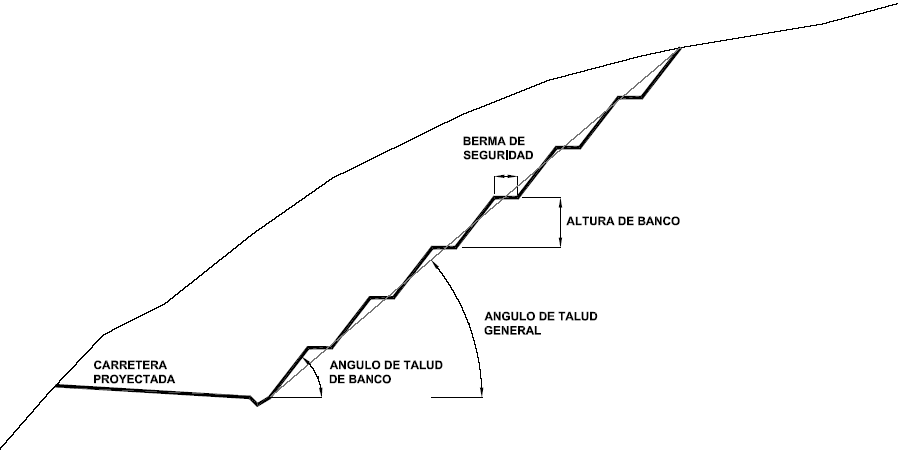 BERMA DE
SEGURIDAD
ALTURA DE BANCO
ANGULO DE TALUD
GENERAL
CARRETERA
PROYECTADA
ANGULO DE TALUD
DE BANCO